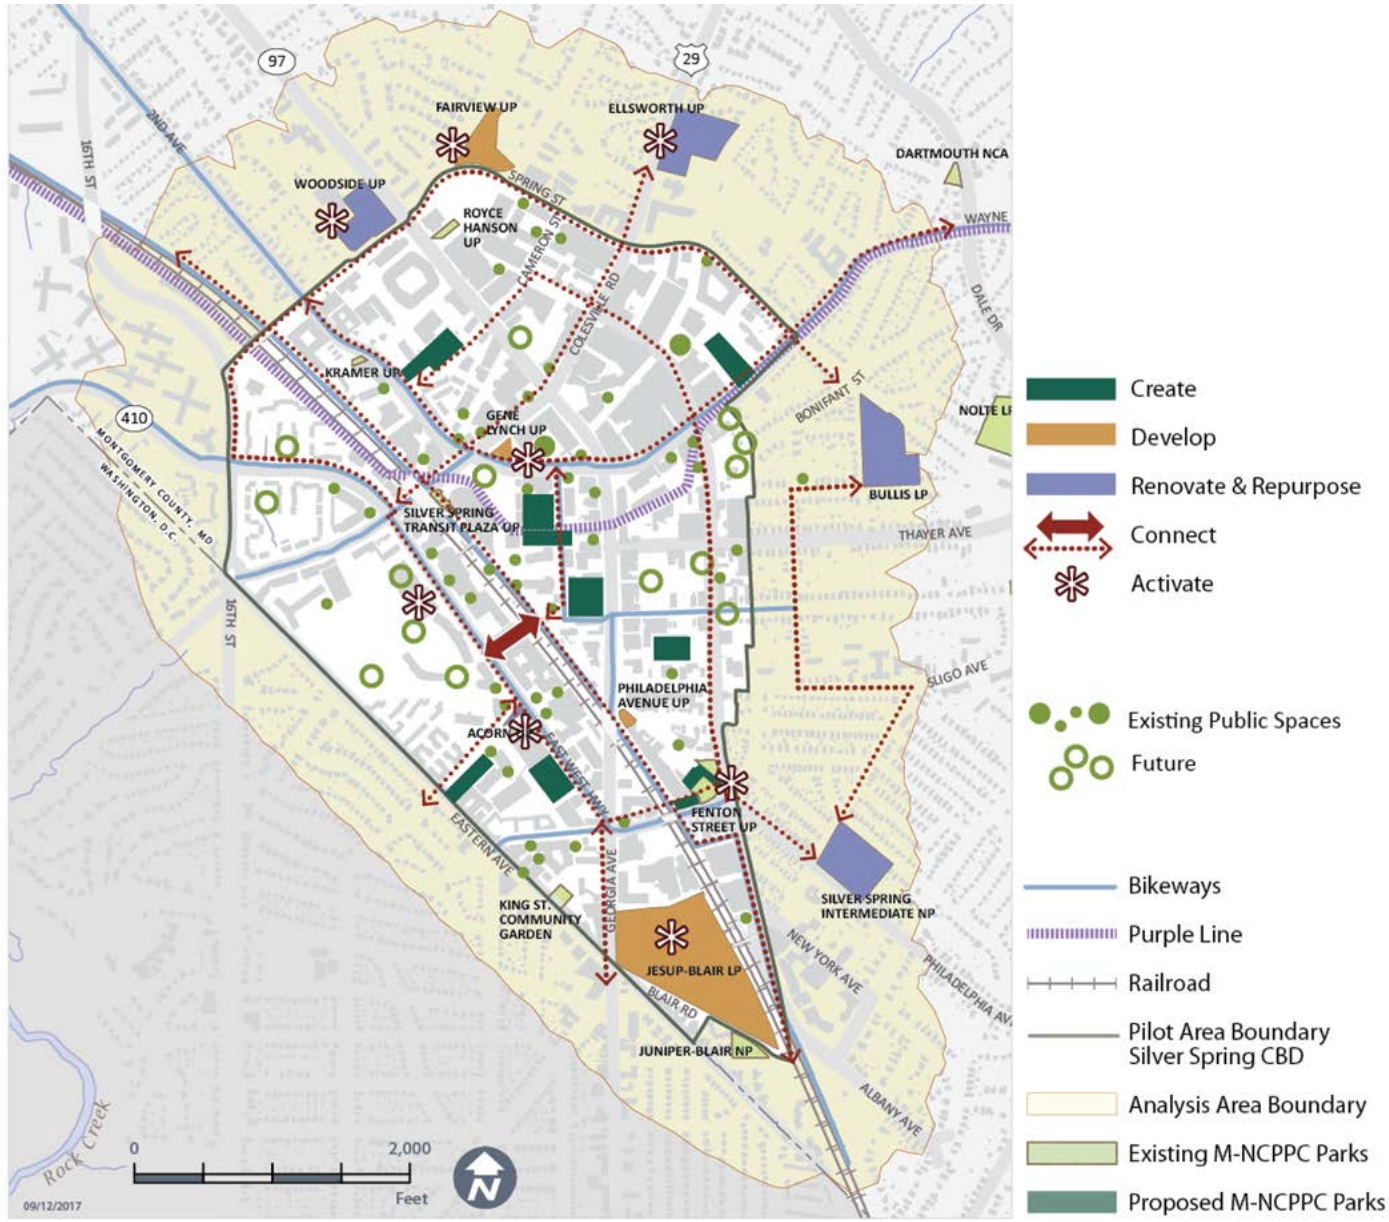 97
29
FAIRVIEW UP
ELLSWORTH UP
2ND AVE
16TH ST
DARTMOUTH NCA
WOODSIDE UP
SPRING ST
ROYCE
HANSON
UP
WAYNE
CAMERON ST
COLESVILLE RD
DALE DR
KRAMER UP
BONIFANT ST
410
GENE
LYNCH UP
NOLTE LP
MONTGOMERY COUNTY, MD
WASHINGTON, D.C.
BULLIS LP
SILVER SPRING
TRANSIT PLAZA UP
THAYER AVE
16TH ST
SLIGO AVE
PHILADELPHIA
AVENUE UP
ACORN
EAST WEST HWY
FENTON
STREET UP
EASTERN AVE
GEORGIA AVE
SILVER SPRING
INTERMEDIATE NP
KING ST.
COMMUNITY
GARDEN
NEW YORK AVE
PHILADELPHIA AVE
JESUP-BLAIR LP
BLAIR RD
JUNIPER-BLAIR NP
ALBANY AVE
Rock Creek
0 2,000
Feet
N
09/12/2017
Create
Develop
Renovate & Repurpose
Connect
Activate
Existing Public Spaces
Future
Bikeways
Purple Line
Railroad
Pilot Area Boundary
Silver Spring CBD
Analysis Area Boundary
Existing M-NCPPC Parks
Proposed M-NCPPC Parks